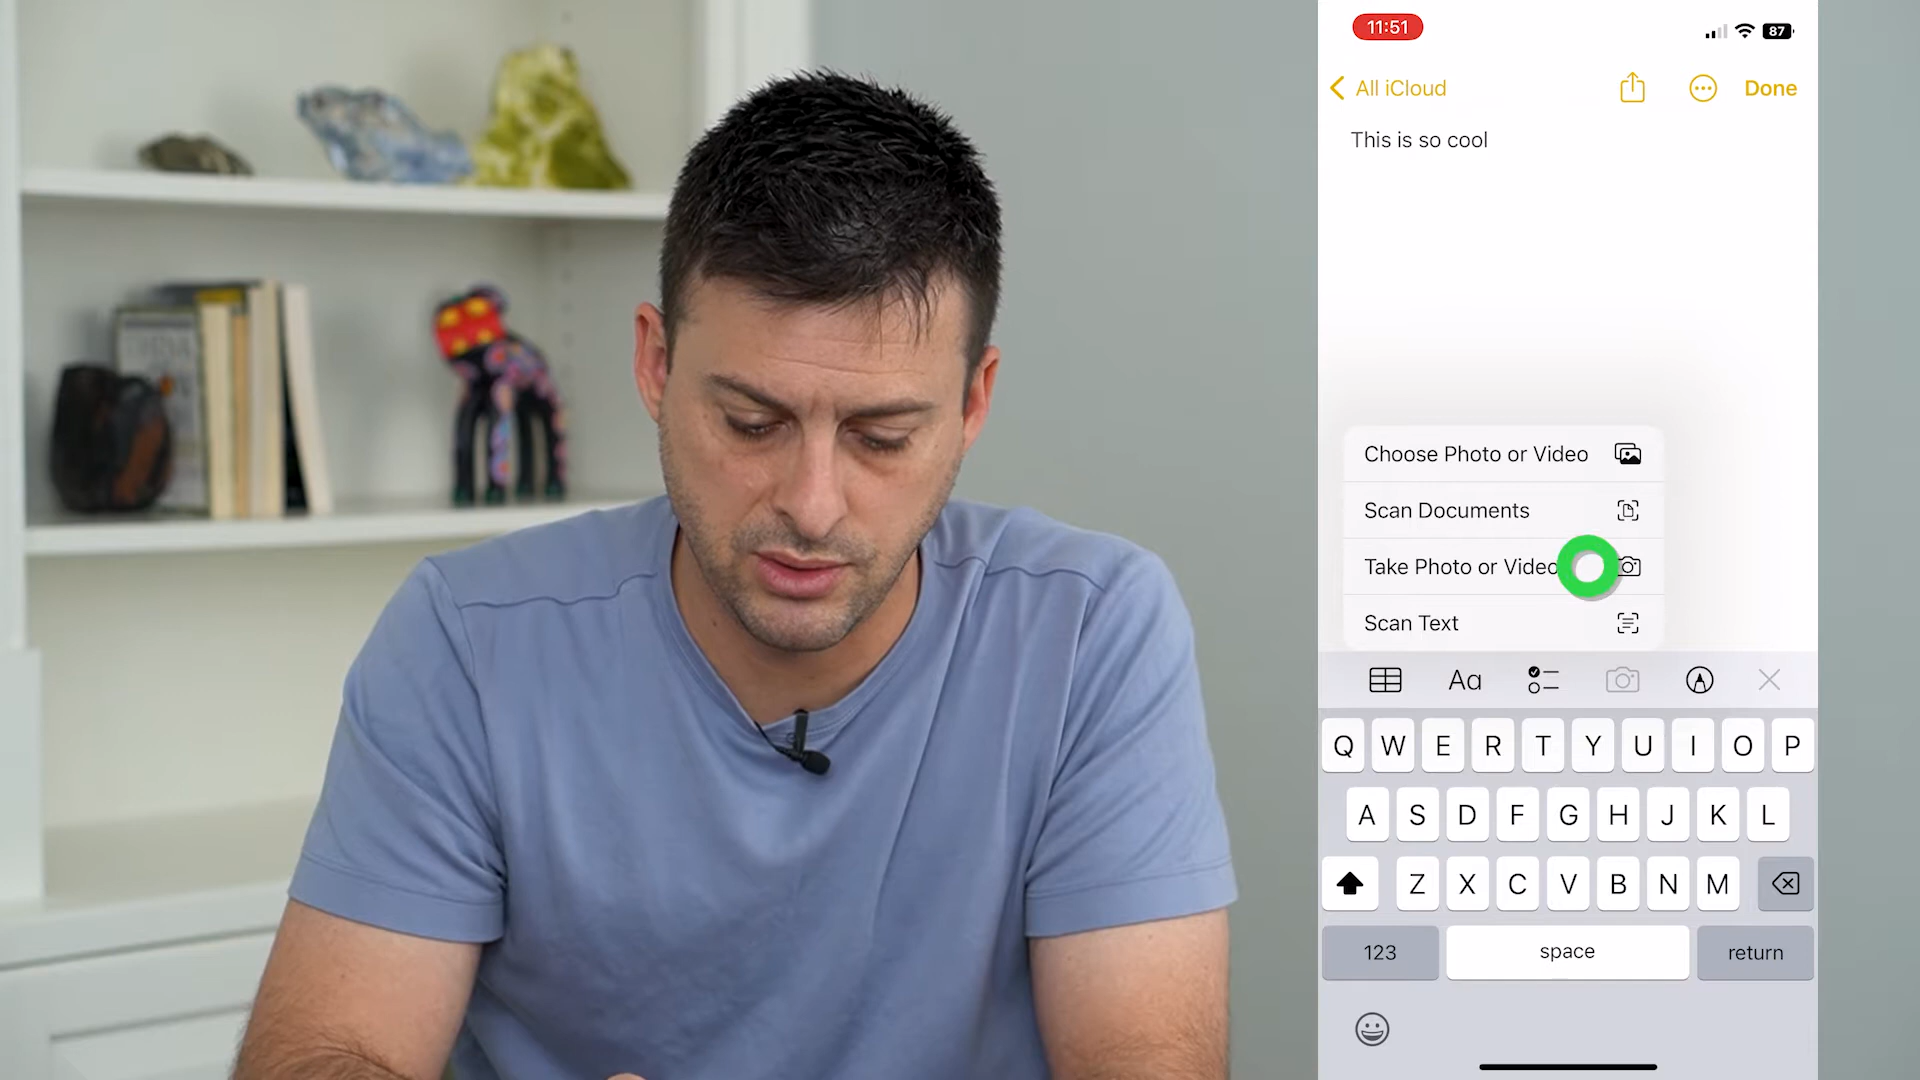 11:51
87
All iCloud
Done
This is so cool
Choose Photo or Video
Scan Documents
Take Photo or Video
Scan Text
Aa
Q W E R T Y U I O P
A S D F G H J K L
Z X C V B N M
123 space return